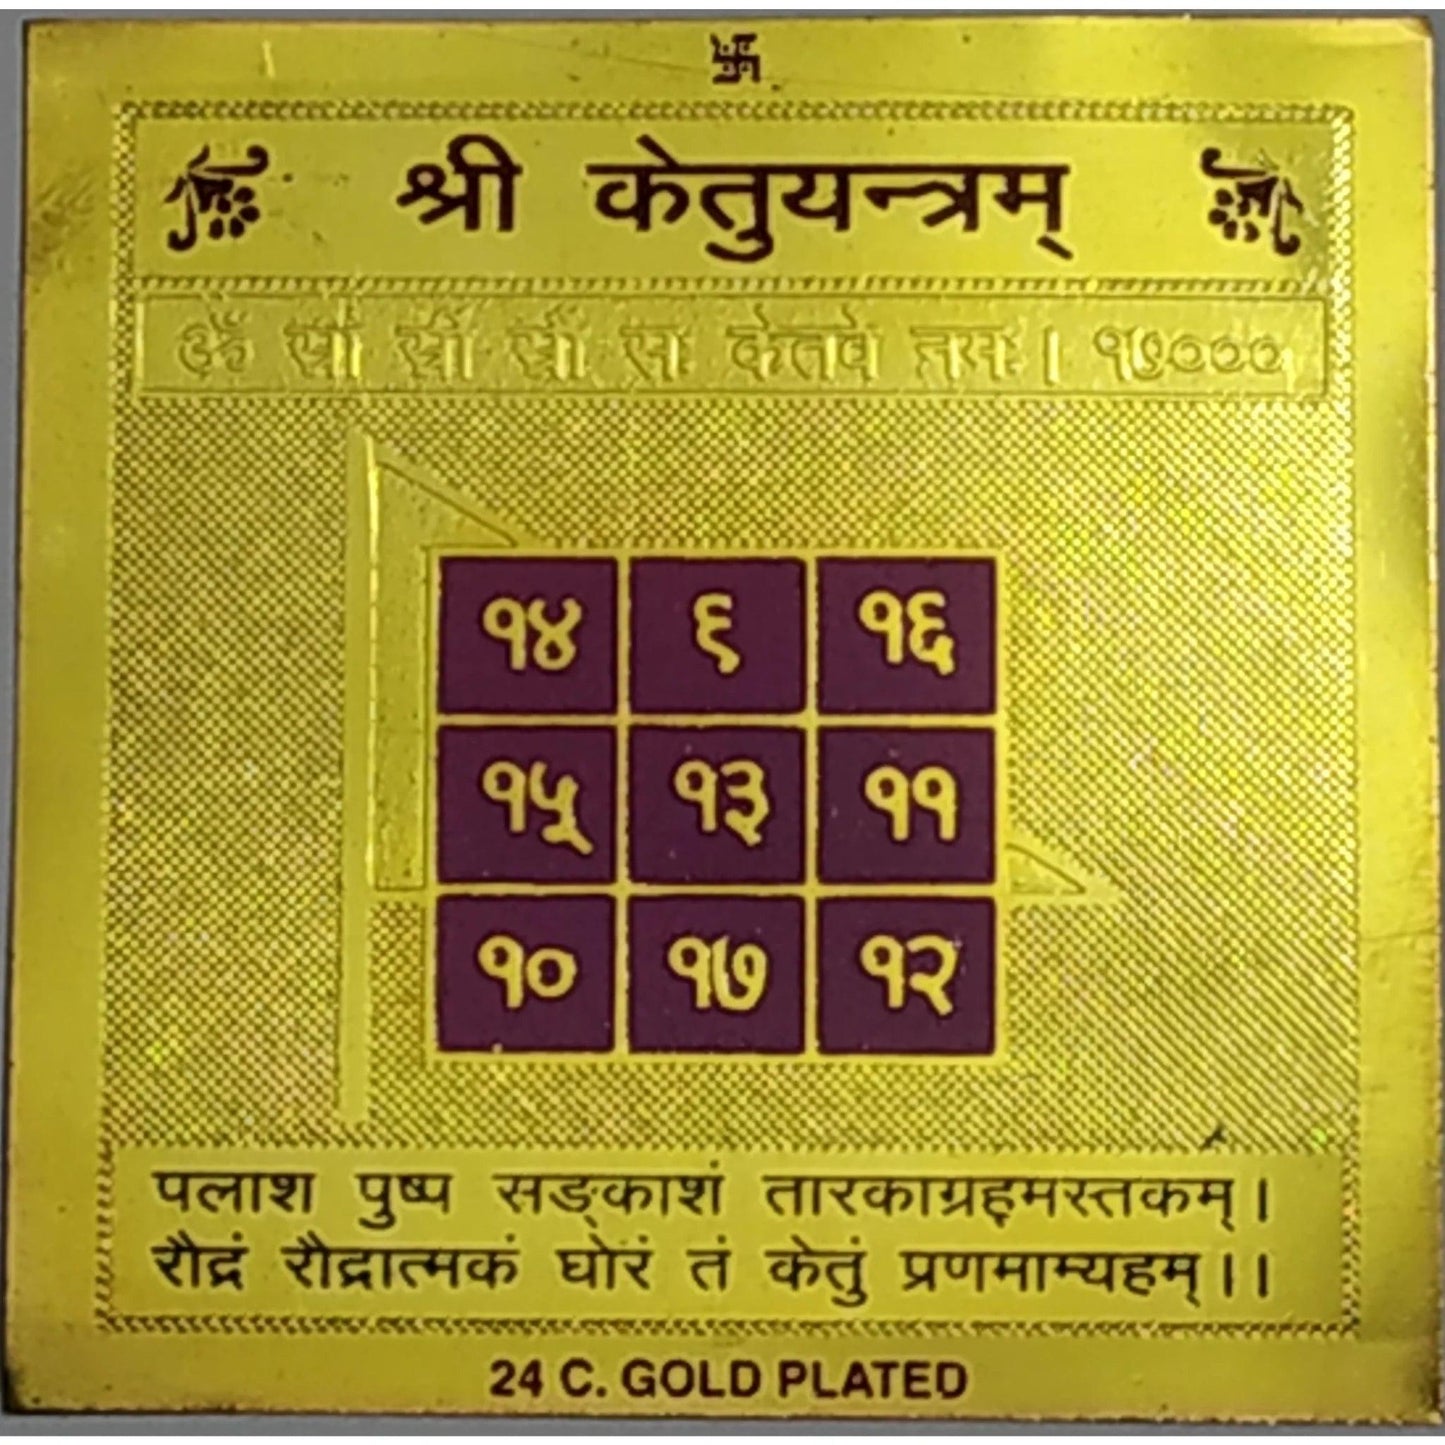 श्री केतुयन्त्रम्
ॐ स्रां स्रीं स्रौं सः केतवे नमः। १७०००
१४ ९ १६
१५ १३ ११
१० १७ १२
पलाश पुष्प सङ्काशं तारकाग्रहमस्तकम्।
रौद्रं रौद्रात्मकं घोरं तं केतुं प्रणमाम्यहम्।।
24 C. GOLD PLATED